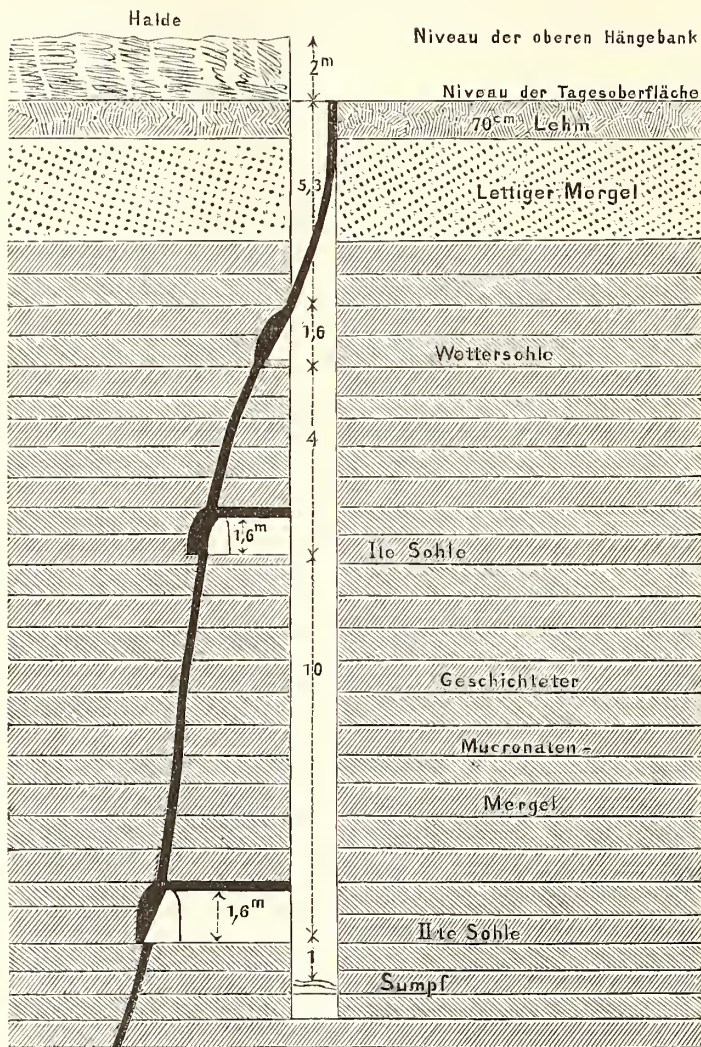 Halde
Niveau der oberen Hängebank
2m
Niveau der Tagesoberfläche
70cm Lehm
5,3
Lettiger Mergel
1,6
Wettersohle
4
1,6m
Ite Sohle
10
Geschichteter
Mucronaten-
Mergel
1,6m
IIte Sohle
1
Sumpf